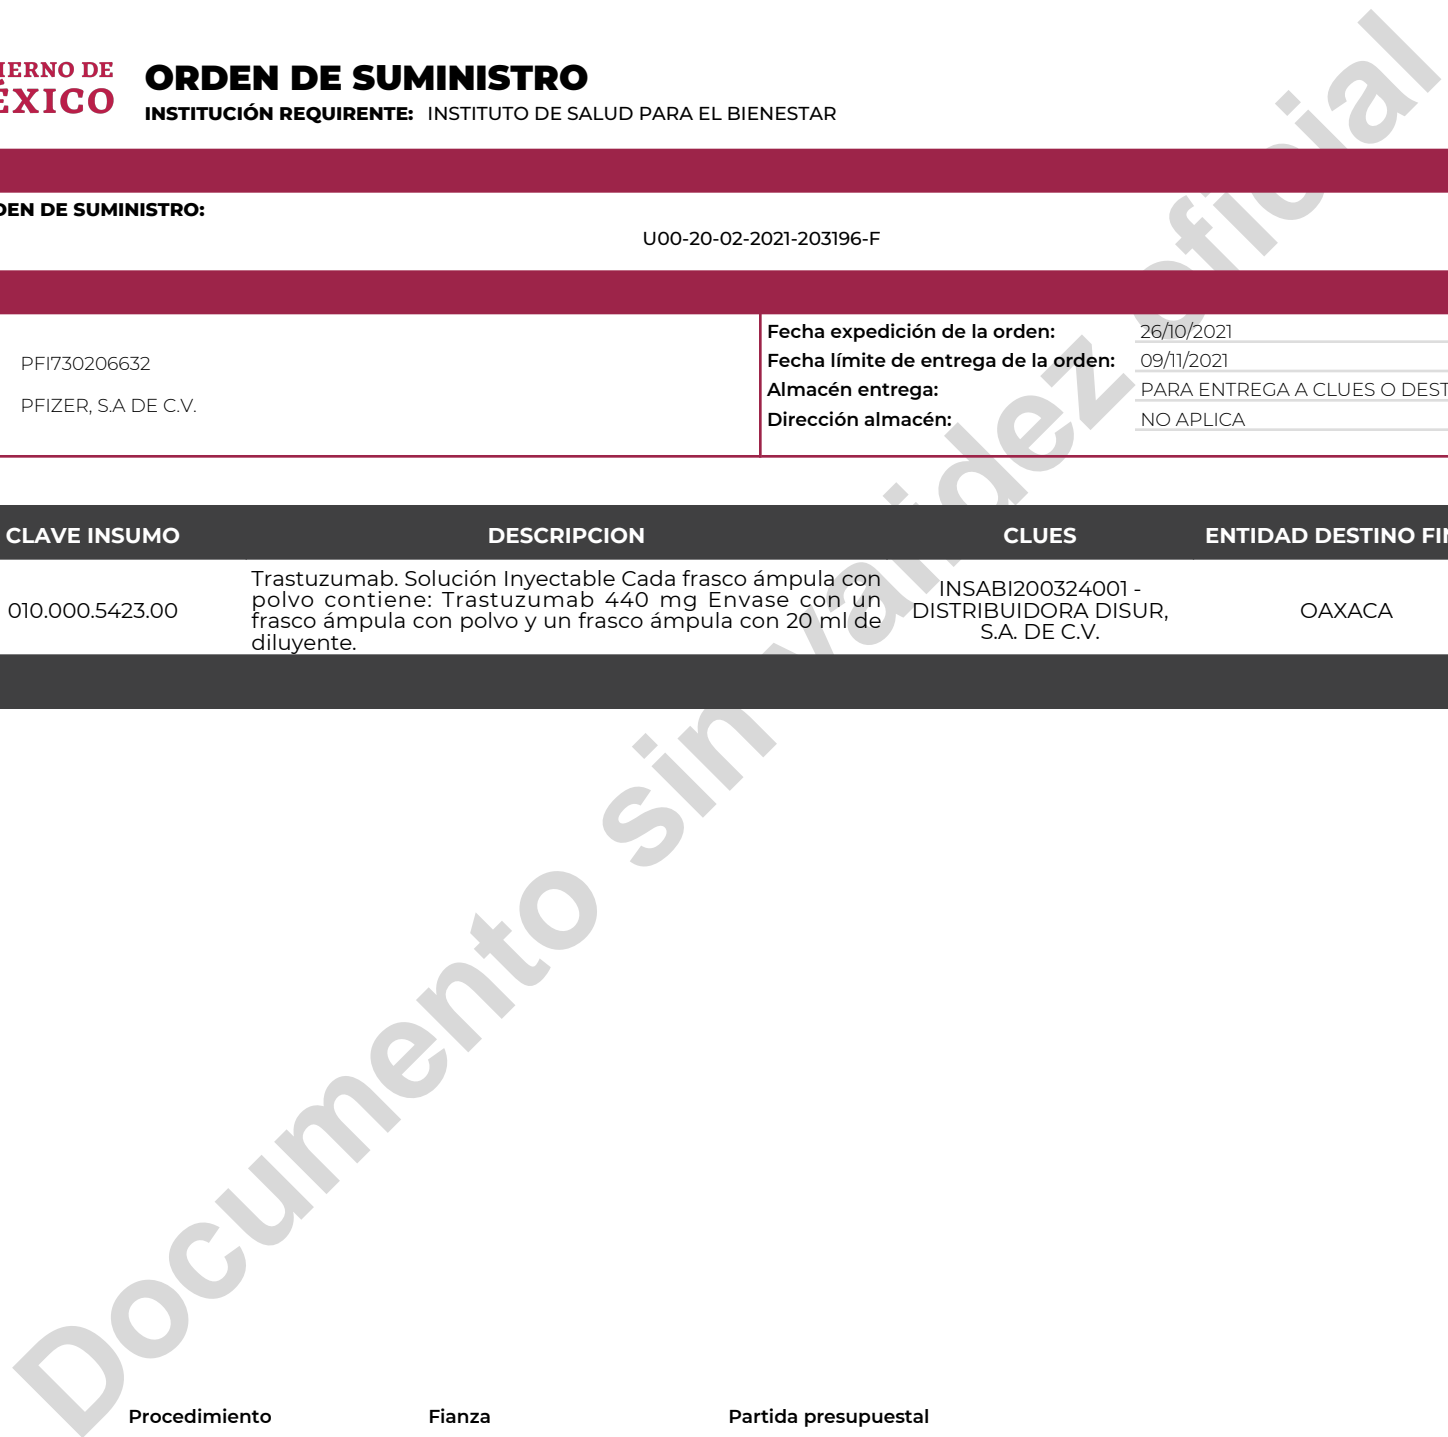 IERNO DE
ÉXICO
ORDEN DE SUMINISTRO
INSTITUCIÓN REQUIRENTE: INSTITUTO DE SALUD PARA EL BIENESTAR
DEN DE SUMINISTRO:
U00-20-02-2021-203196-F
PFI730206632
PFIZER, S.A DE C.V.
Fecha expedición de la orden: 26/10/2021
Fecha límite de entrega de la orden: 09/11/2021
Almacén entrega: PARA ENTREGA A CLUES O DEST
Dirección almacén: NO APLICA
CLAVE INSUMO DESCRIPCION CLUES ENTIDAD DESTINO FIN
010.000.5423.00
Trastuzumab. Solución Inyectable Cada frasco ámpula con
polvo contiene: Trastuzumab 440 mg Envase con un
frasco ámpula con polvo y un frasco ámpula con 20 ml de
diluyente.
INSABI200324001 -
DISTRIBUIDORA DISUR,
S.A. DE C.V.
OAXACA
Documento sin validez oficial
Procedimiento Fianza Partida presupuestal